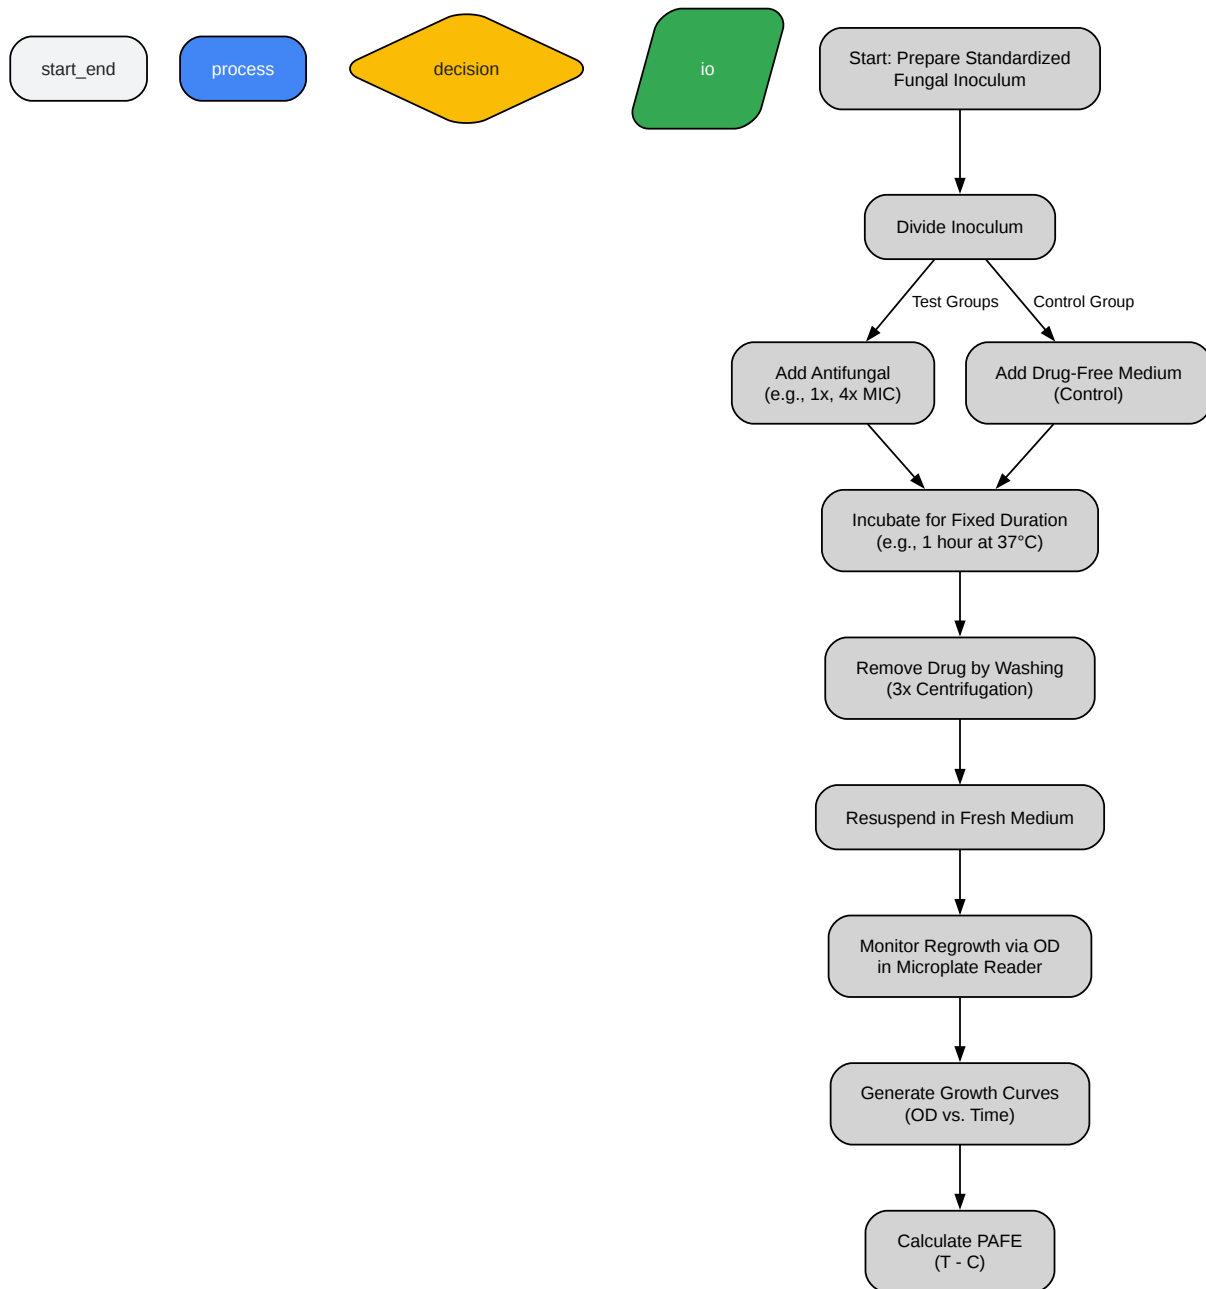 start_end
process
decision
io
Start: Prepare Standardized
Fungal Inoculum
Divide Inoculum
Test Groups
Control Group
Add Antifungal
(e.g., 1x, 4x MIC)
Add Drug-Free Medium
(Control)
Incubate for Fixed Duration
(e.g., 1 hour at 37°C)
Remove Drug by Washing
(3x Centrifugation)
Resuspend in Fresh Medium
Monitor Regrowth via OD
in Microplate Reader
Generate Growth Curves
(OD vs. Time)
Calculate PAFE
(T - C)